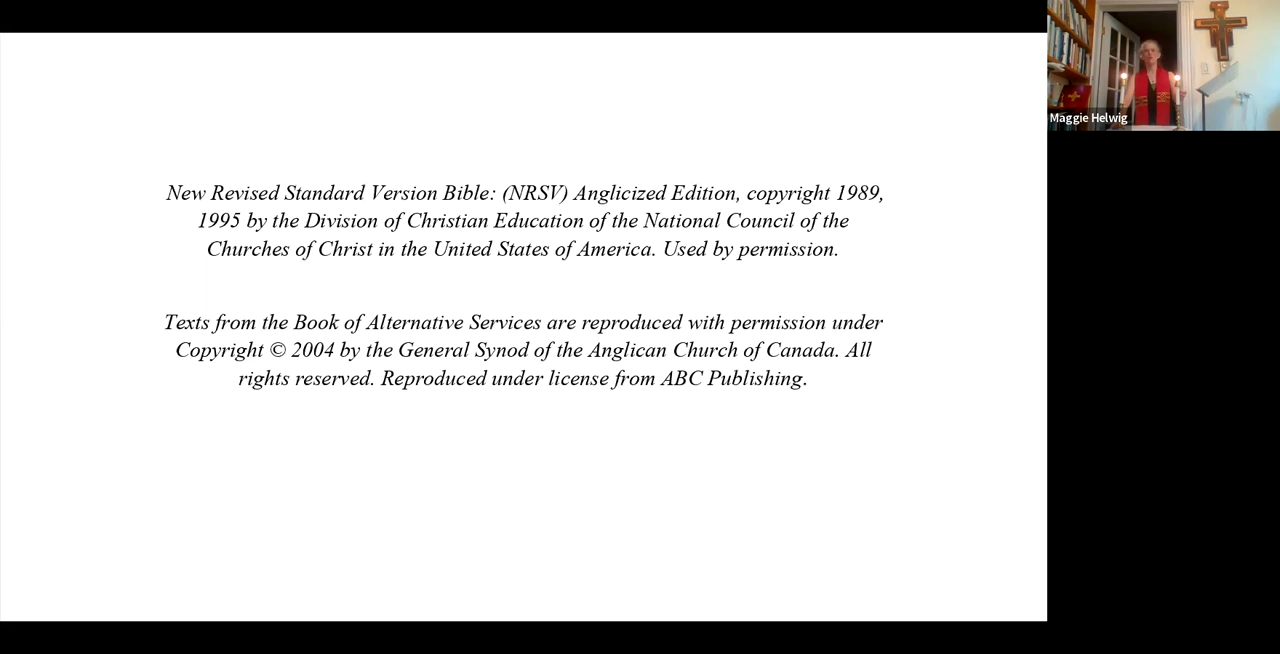 New Revised Standard Version Bible: (NRSV) Anglicized Edition, copyright 1989,
1995 by the Division of Christian Education of the National Council of the
Churches of Christ in the United States of America. Used by permission.
Texts from the Book of Alternative Services are reproduced with permission under
Copyright © 2004 by the General Synod of the Anglican Church of Canada. All
rights reserved. Reproduced under license from ABC Publishing.
Maggie Helwig